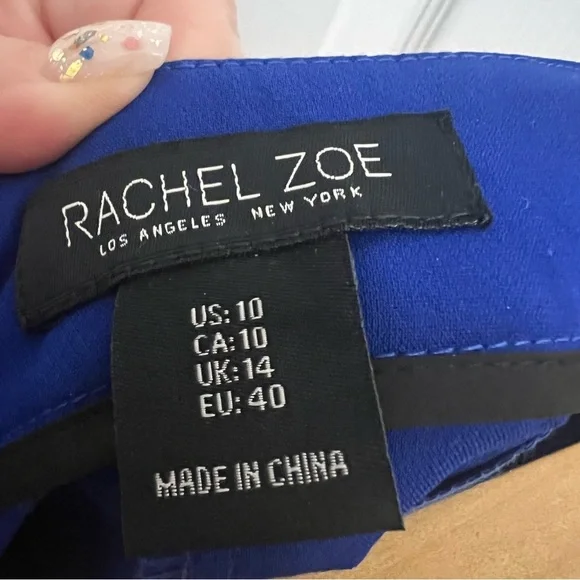 RACHEL ZOE
LOS ANGELES NEW YORK
US: 10
CA: 10
UK: 14
EU: 40
MADE IN CHINA